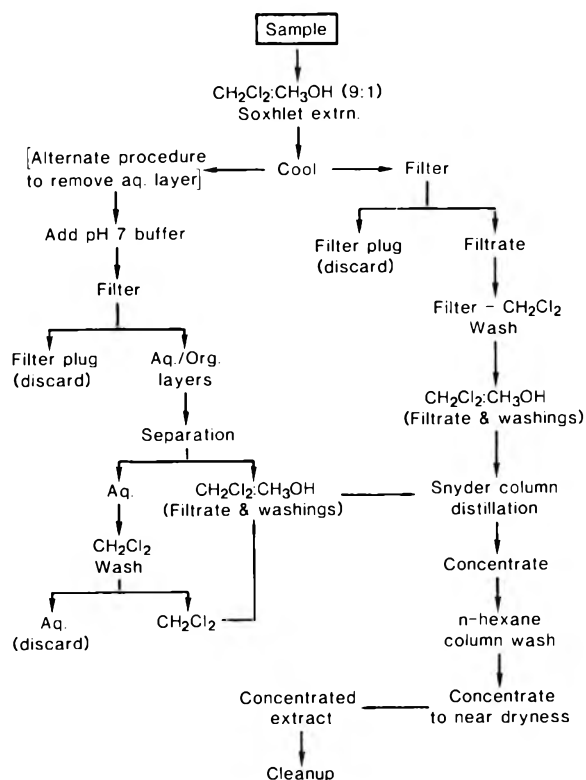 Sample
CH₂Cl₂:CH₃OH (9:1)
Soxhlet extrn.
[Alternate procedure
to remove aq. layer]
Cool
Filter
Add pH 7 buffer
Filter plug
(discard)
Filtrate
Filter
Filter – CH₂Cl₂
Wash
Filter plug
(discard)
Aq./Org.
layers
CH₂Cl₂:CH₃OH
(Filtrate & washings)
Separation
Aq.
CH₂Cl₂:CH₃OH
(Filtrate & washings)
Snyder column
distillation
CH₂Cl₂
Wash
Concentrate
Aq.
(discard)
CH₂Cl₂
n-hexane
column wash
Concentrated
extract
Concentrate
to near dryness
Cleanup